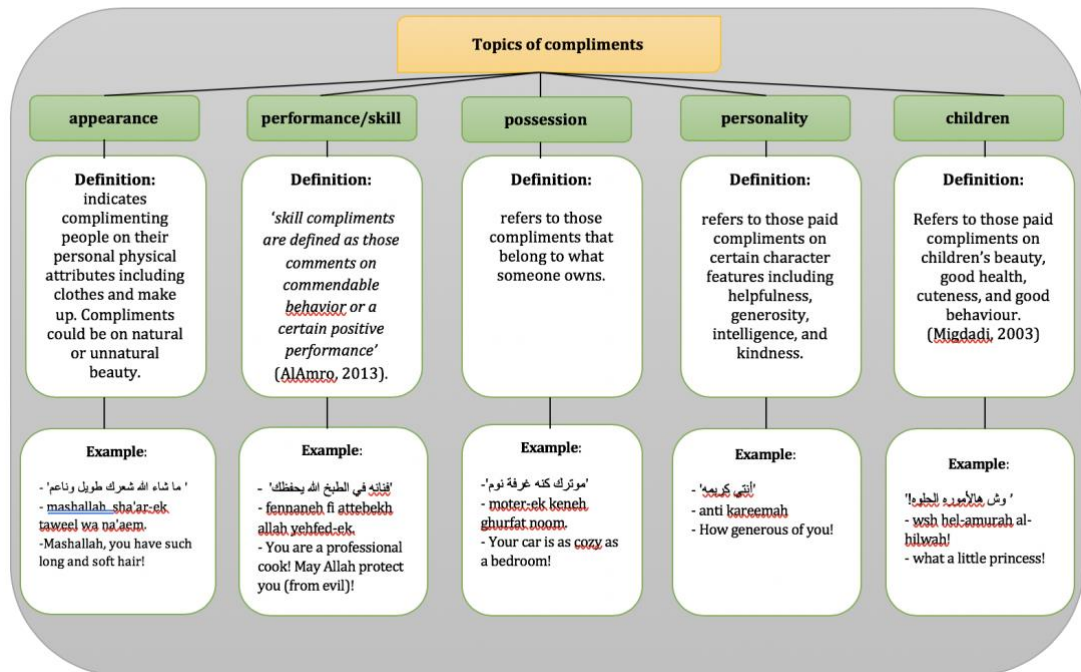 Topics of compliments
appearance
performance/skill
possession
personality
children
Definition:
indicates
complimenting
people on their
personal physical
attributes including
clothes and make
up. Compliments
could be on natural
or unnatural
beauty.
Definition:
'skill compliments
are defined as those
comments on
commendable
behavior or a
certain positive
performance'
(AlAmro, 2013).
Definition:
refers to those
compliments that
belong to what
someone owns.
Definition:
refers to those paid
compliments on
certain character
features including
helpfulness,
generosity,
intelligence, and
kindness.
Definition:
Refers to those paid
compliments on
children's beauty,
good health,
cuteness, and good
behaviour.
(Migdadi, 2003)
Example:
- 'ما شاء الله شعرك طويل وناعم '
- mashallah sha'ar-ek
taweel wa na'aem.
-Mashallah, you have such
long and soft hair!
Example:
- 'فنانه في الطبخ الله يحفظك'
- fennaneh fi attebekh
allah yehfed-ek.
- You are a professional
cook! May Allah protect
you (from evil)!
Example:
-'موترك كنه غرفة نوم'
- moter-ek keneh
ghurfat noom.
- Your car is as cozy as
a bedroom!
Example:
- 'أنتي كريمه'
- anti kareemah
- How generous of you!
Example:
' وش هالأموره الحلوه!'
- wsh hel-amurah al-
hilwah!
- what a little princess!